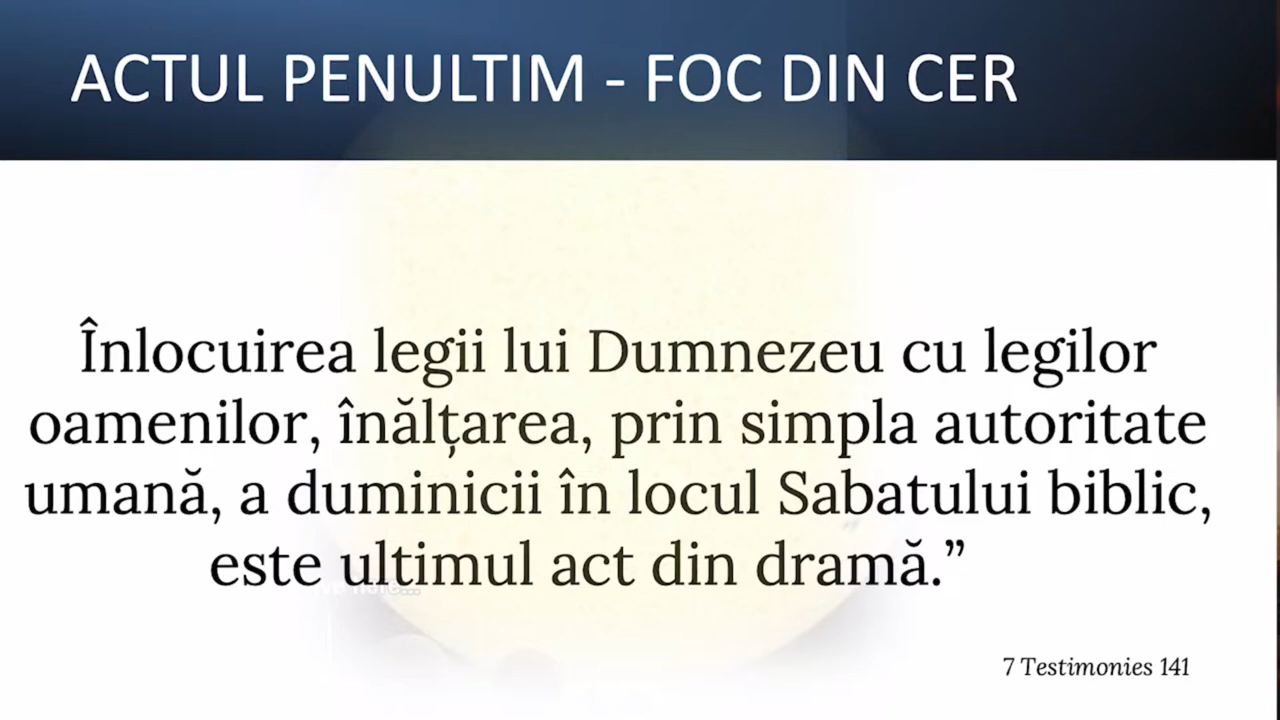 ACTUL PENULTIM - FOC DIN CER
Înlocuirea legii lui Dumnezeu cu legilor
oamenilor, înălțarea, prin simpla autoritate
umană, a duminicii în locul Sabatului biblic,
este ultimul act din dramă.”
7 Testimonies 141